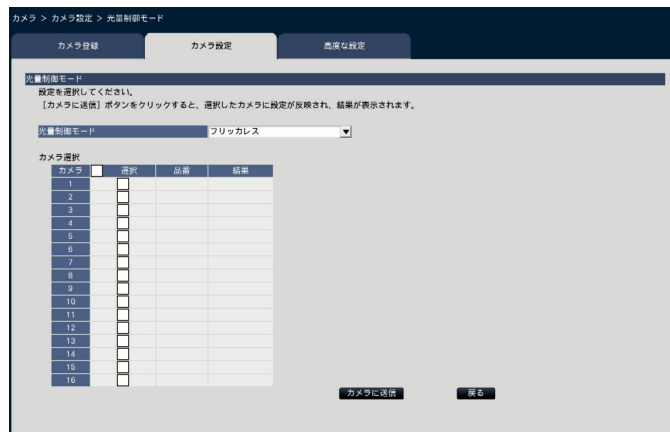 カメラ > カメラ設定 > 光量制御モード
カメラ登録 カメラ設定 高度な設定
光量制御モード
設定を選択してください。
[カメラに送信] ボタンをクリックすると、選択したカメラに設定が反映され、結果が表示されます。
光量制御モード フリッカレス
カメラ選択
カメラ 選択 品番 結果
1
2
3
4
5
6
7
8
9
10
11
12
13
14
15
16
カメラに送信 戻る